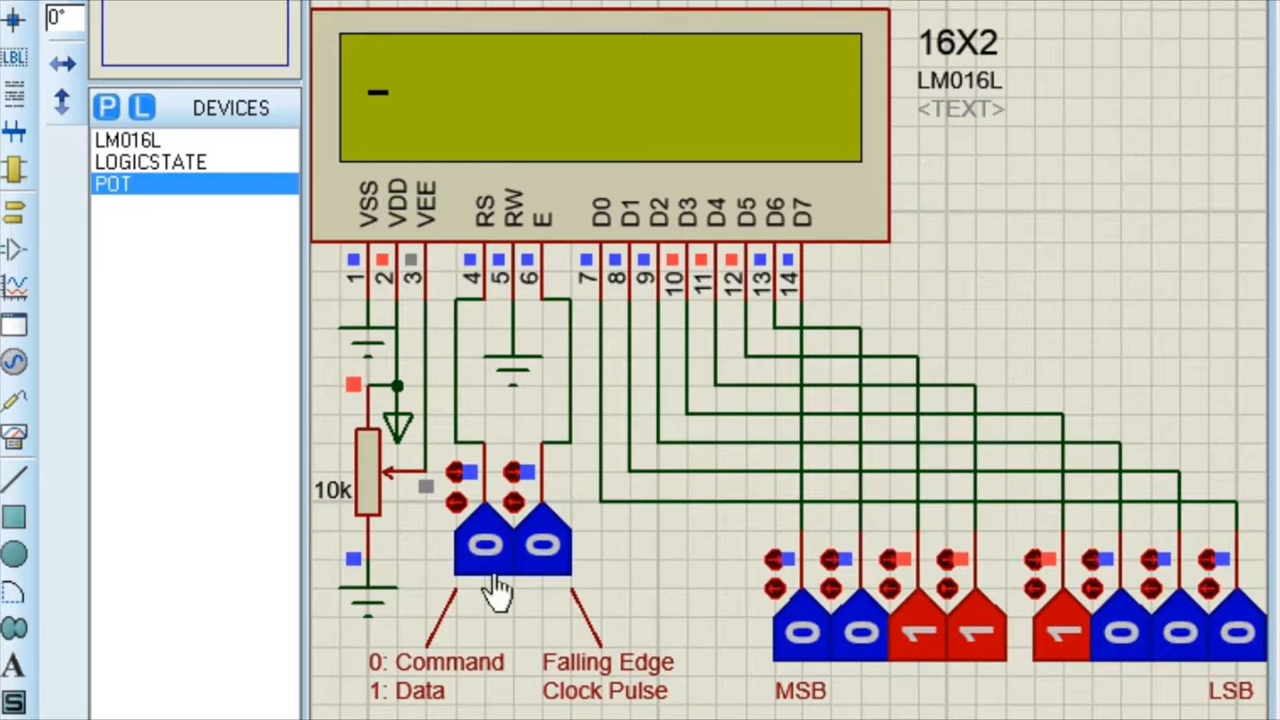 0°
LBL
P L DEVICES
LM016L
LOGICSTATE
POT
16X2
LM016L
<TEXT>
VSS VDD VEE RS RW E D0 D1 D2 D3 D4 D5 D6 D7
1 2 3 4 5 6 7 8 9 10 11 12 13 14
10k
0 0
0 0 1 1 1 0 0 0
0: Command
1: Data
Falling Edge
Clock Pulse
MSB
LSB
A
S